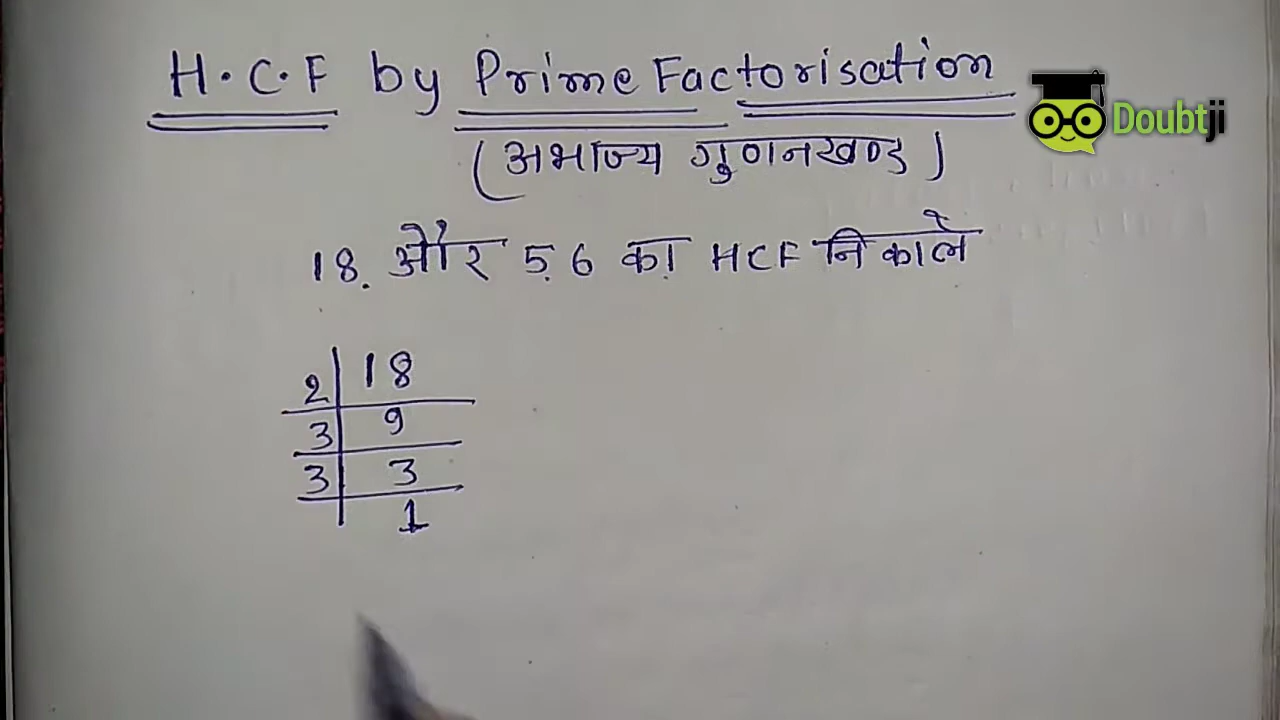 H.C.F by Prime Factorisation
Doubtji
(अभाज्य गुणनखण्ड)
18. और 56 का HCF निकाले
2 | 18
3 | 9
3 | 3
1